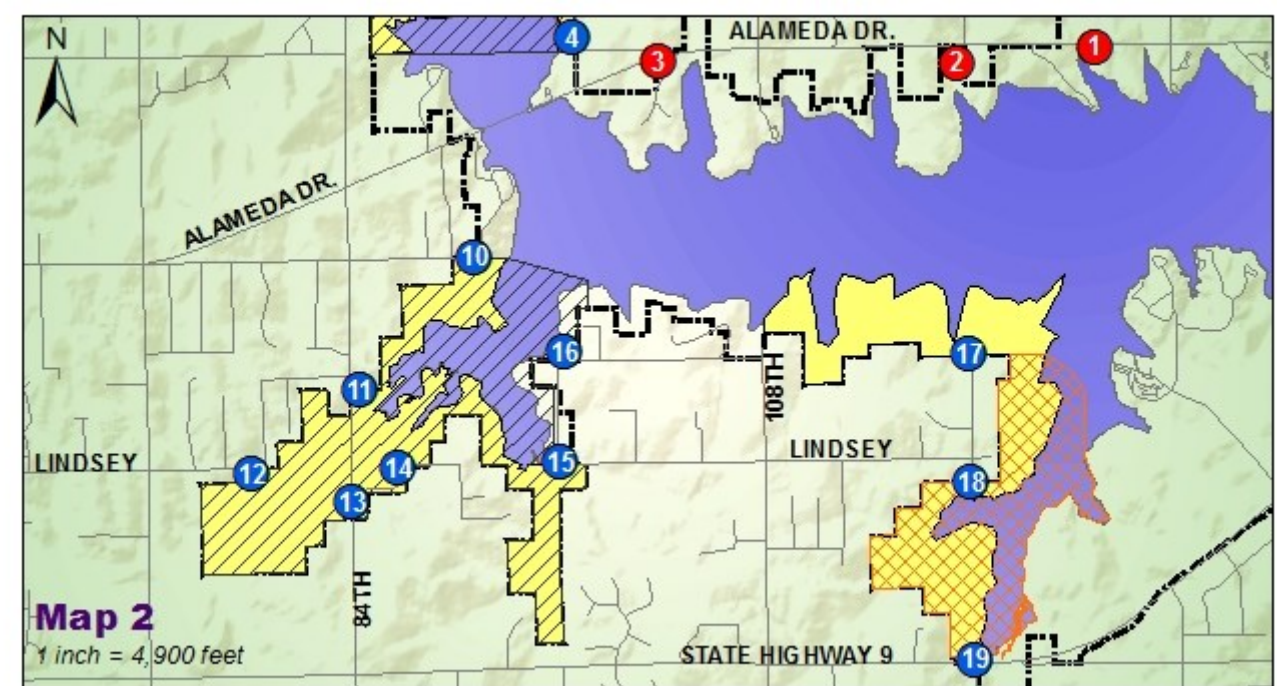 N
4
3
ALAMEDA DR.
2
1
ALAMEDA DR.
10
16
17
11
108TH
LINDSEY
LINDSEY
12
14
15
18
13
84TH
Map 2
1 inch = 4,900 feet
STATE HIGHWAY 9
19